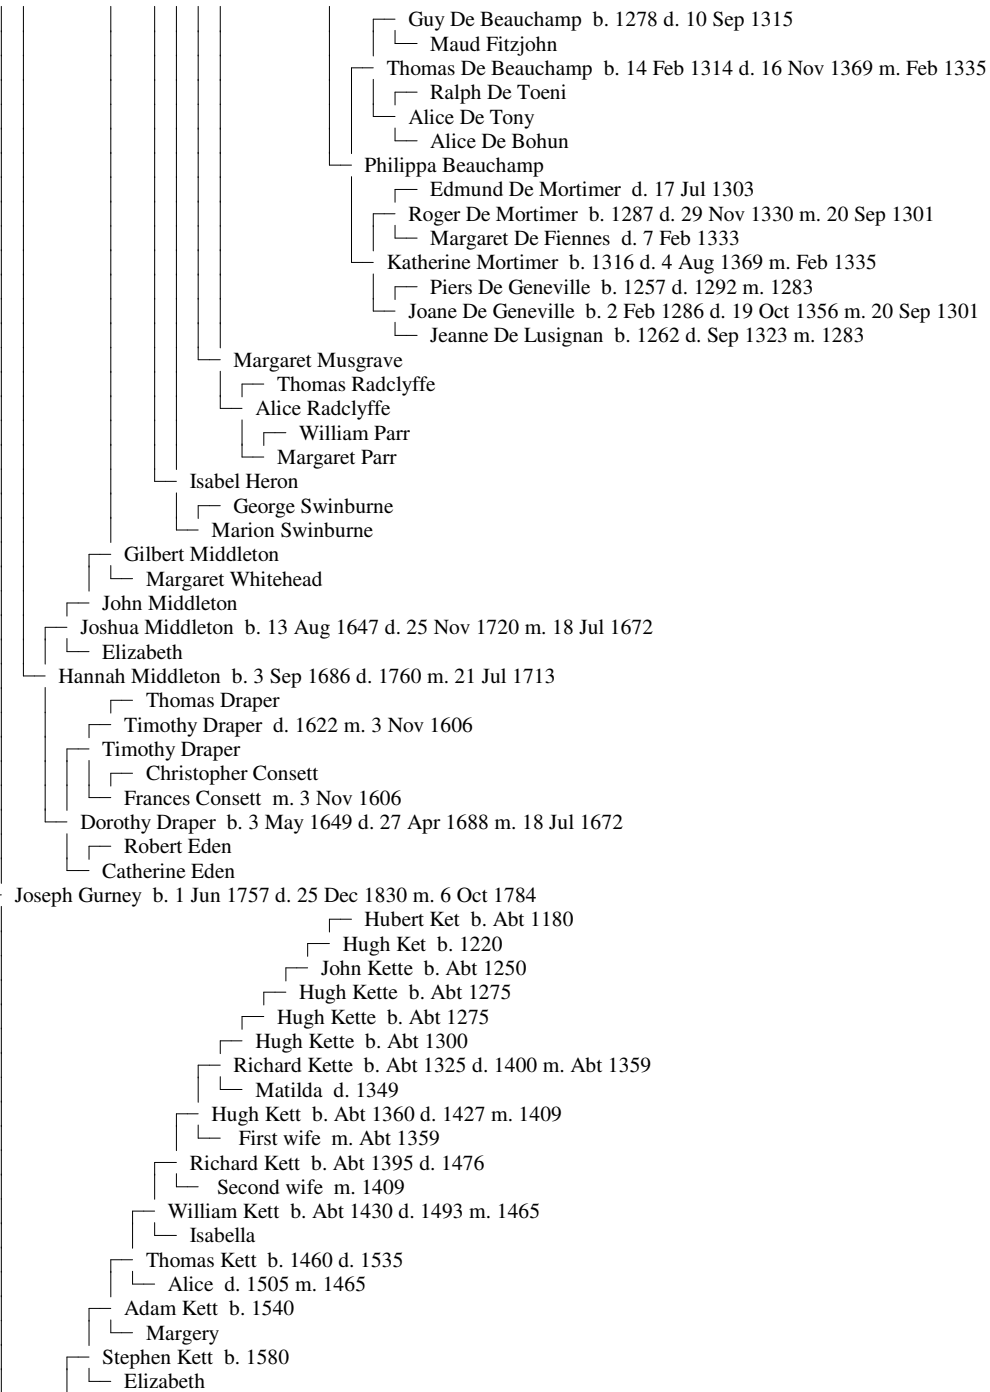 Guy De Beauchamp b. 1278 d. 10 Sep 1315
Maud Fitzjohn
Thomas De Beauchamp b. 14 Feb 1314 d. 16 Nov 1369 m. Feb 1335
Ralph De Toeni
Alice De Tony
Alice De Bohun
Philippa Beauchamp
Edmund De Mortimer d. 17 Jul 1303
Roger De Mortimer b. 1287 d. 29 Nov 1330 m. 20 Sep 1301
Margaret De Fiennes d. 7 Feb 1333
Katherine Mortimer b. 1316 d. 4 Aug 1369 m. Feb 1335
Piers De Geneville b. 1257 d. 1292 m. 1283
Joane De Geneville b. 2 Feb 1286 d. 19 Oct 1356 m. 20 Sep 1301
Jeanne De Lusignan b. 1262 d. Sep 1323 m. 1283
Margaret Musgrave
Thomas Radclyffe
Alice Radclyffe
William Parr
Margaret Parr
Isabel Heron
George Swinburne
Marion Swinburne
Gilbert Middleton
Margaret Whitehead
John Middleton
Joshua Middleton b. 13 Aug 1647 d. 25 Nov 1720 m. 18 Jul 1672
Elizabeth
Hannah Middleton b. 3 Sep 1686 d. 1760 m. 21 Jul 1713
Thomas Draper
Timothy Draper d. 1622 m. 3 Nov 1606
Timothy Draper
Christopher Consett
Frances Consett m. 3 Nov 1606
Dorothy Draper b. 3 May 1649 d. 27 Apr 1688 m. 18 Jul 1672
Robert Eden
Catherine Eden
Joseph Gurney b. 1 Jun 1757 d. 25 Dec 1830 m. 6 Oct 1784
Hubert Ket b. Abt 1180
Hugh Ket b. 1220
John Kette b. Abt 1250
Hugh Kette b. Abt 1275
Hugh Kette b. Abt 1275
Hugh Kette b. Abt 1300
Richard Kette b. Abt 1325 d. 1400 m. Abt 1359
Matilda d. 1349
Hugh Kett b. Abt 1360 d. 1427 m. 1409
First wife m. Abt 1359
Richard Kett b. Abt 1395 d. 1476
Second wife m. 1409
William Kett b. Abt 1430 d. 1493 m. 1465
Isabella
Thomas Kett b. 1460 d. 1535
Alice d. 1505 m. 1465
Adam Kett b. 1540
Margery
Stephen Kett b. 1580
Elizabeth